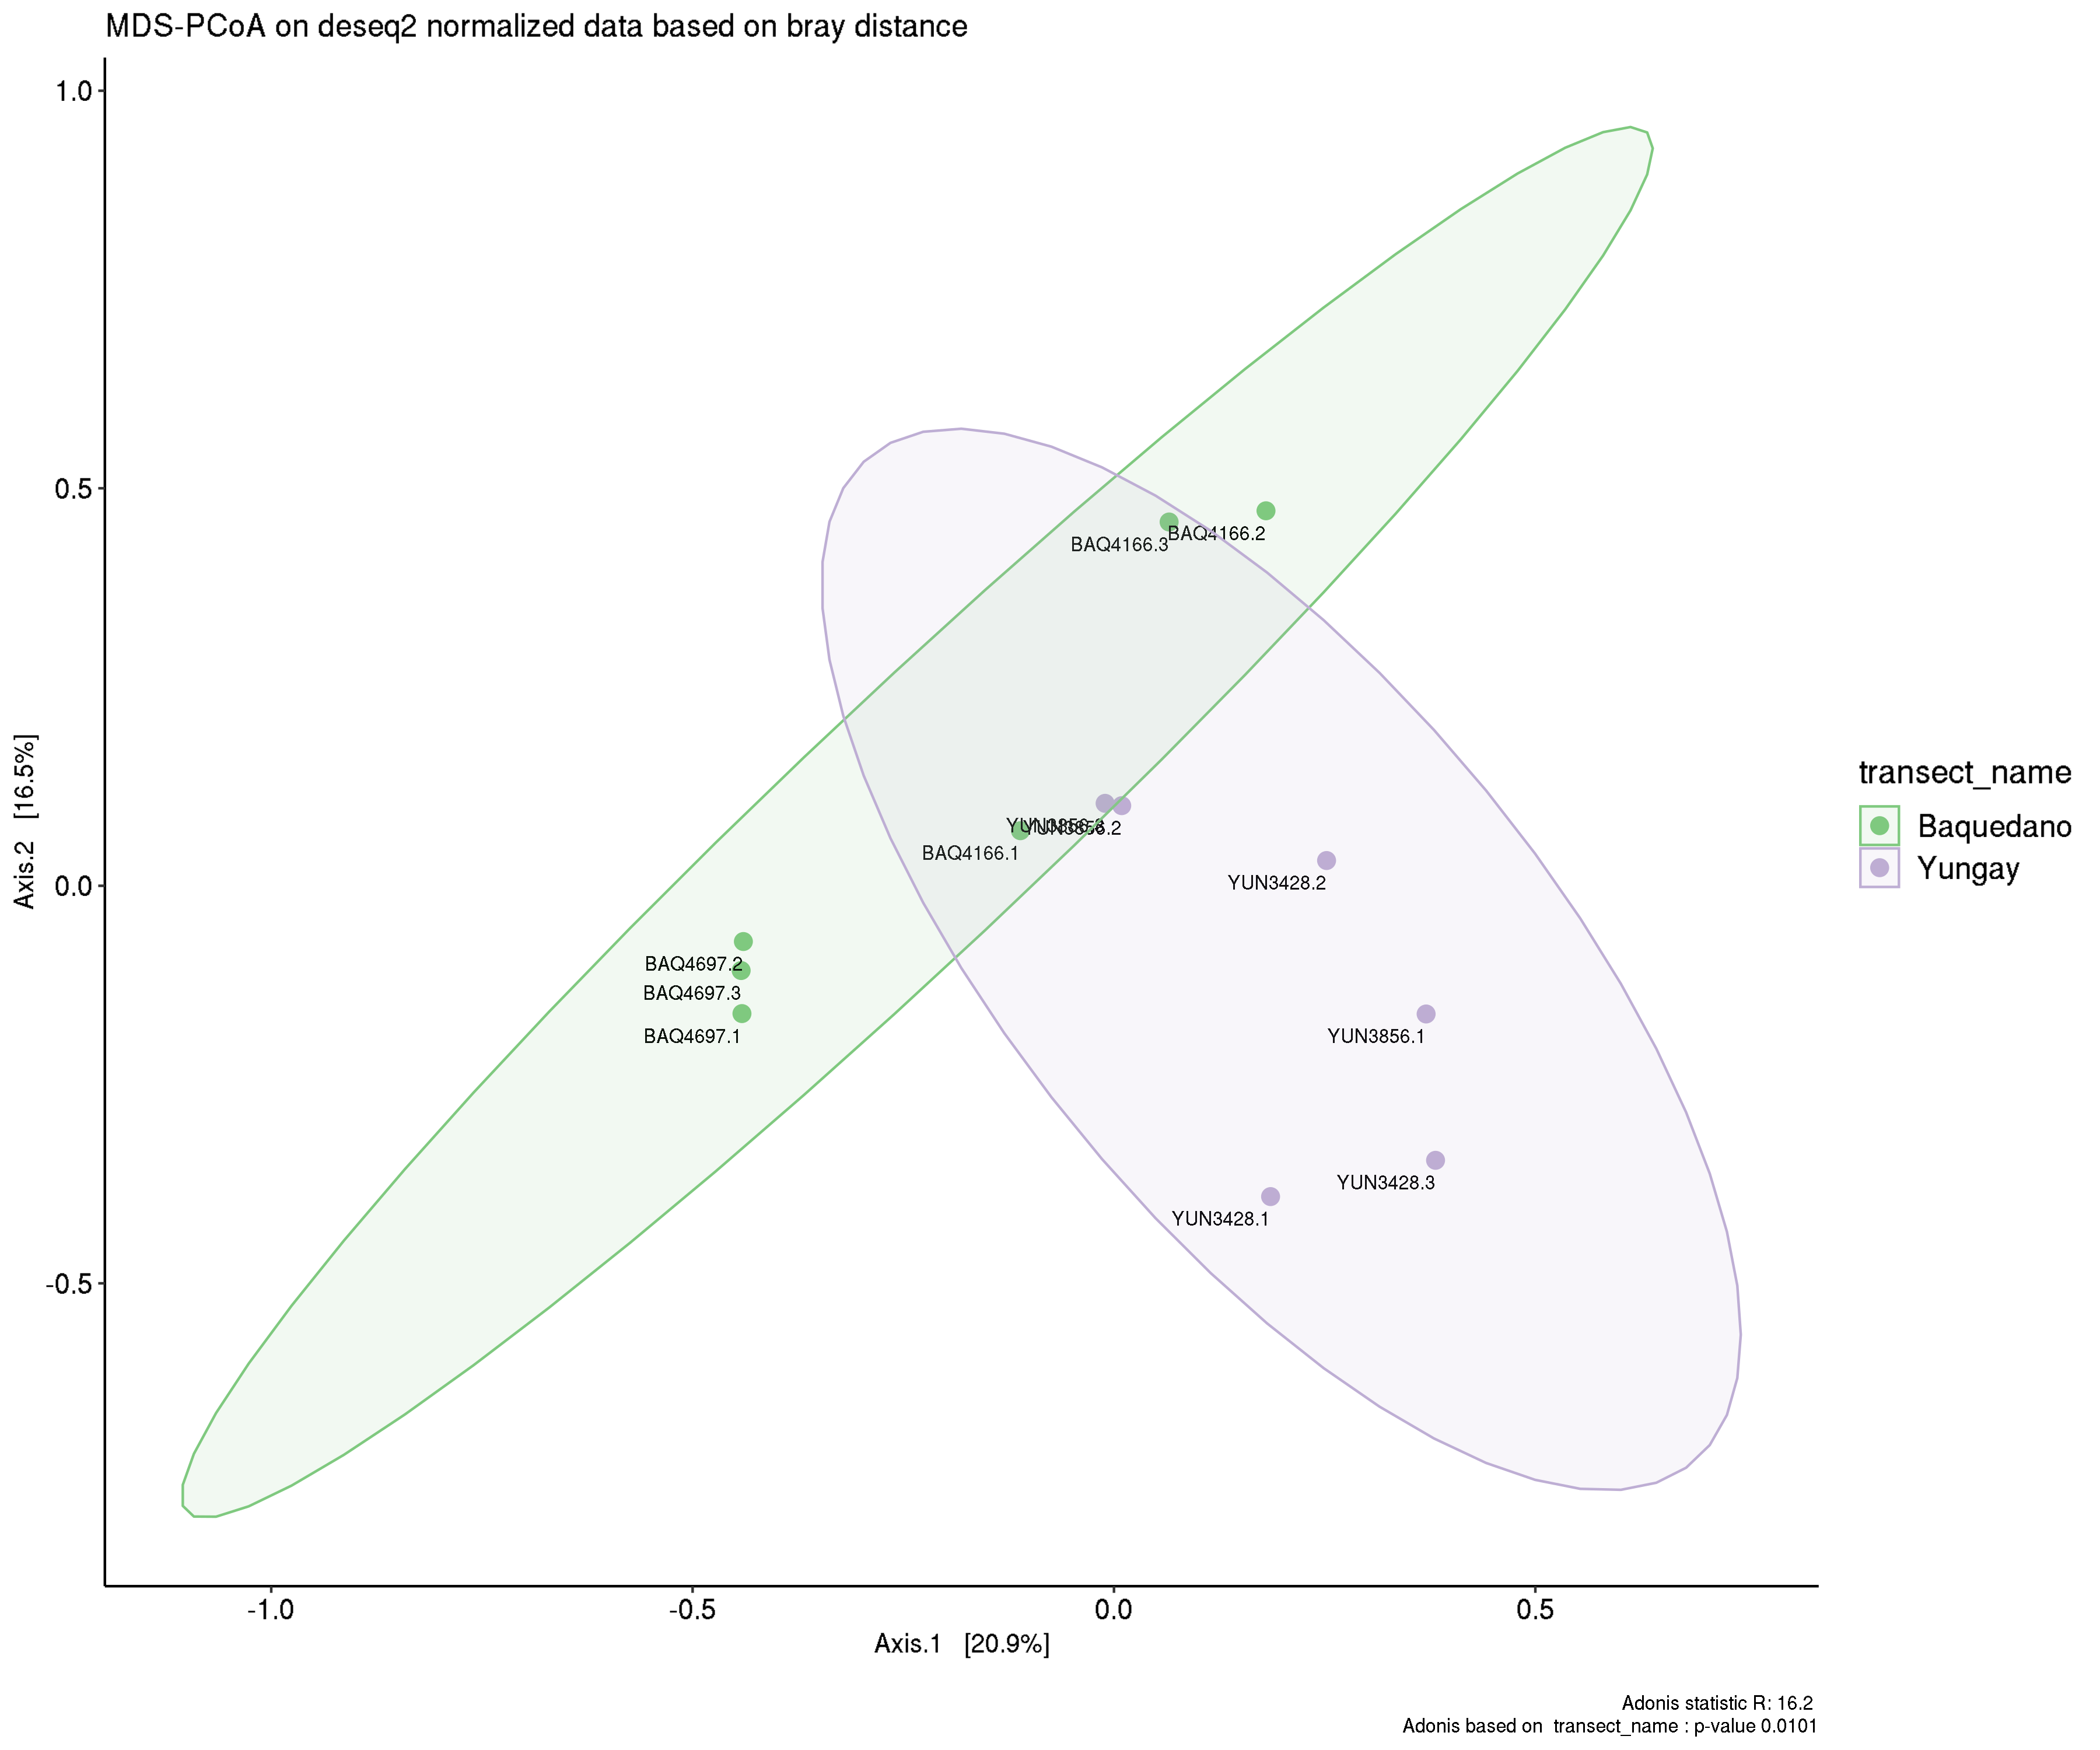 MDS-PCoA on deseq2 normalized data based on bray distance
1.0
0.5
0.0
-0.5
Axis.2 [16.5%]
BAQ4166.3
BAQ4166.2
YUN3856.2
BAQ4166.1
YUN3428.2
BAQ4697.2
BAQ4697.3
BAQ4697.1
YUN3856.1
YUN3428.3
YUN3428.1
transect_name
Baquedano
Yungay
-1.0
-0.5
0.0
0.5
Axis.1 [20.9%]
Adonis statistic R: 16.2
Adonis based on transect_name : p-value 0.0101